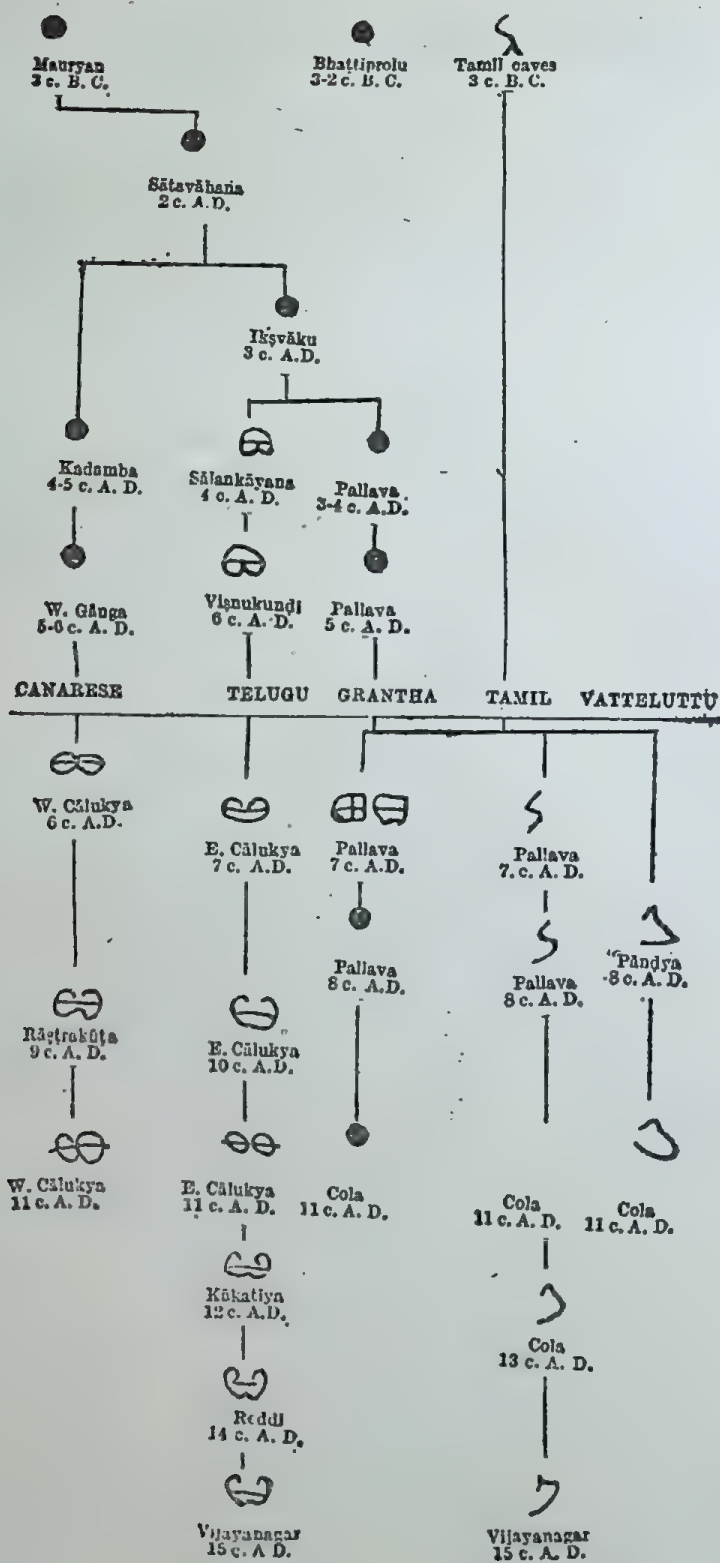 Mauryan
3 c. B. C.
Bhattiprolu
3-2 c. B. C.
Tamil caves
3 c. B. C.
Sātavāhana
2 c. A.D.
Ikṣvāku
3 c. A.D.
Kadamba
4-5 c. A. D.
Sālankāyana
4 c. A. D.
Pallava
3-4 c. A.D.
W. Gānga
5-6 c. A. D.
Viṣnukundi
6 c. A. D.
Pallava
5 c. A. D.
CANARESE TELUGU GRANTHA TAMIL VATTELUTTU
W. Cālukya
6 c. A.D.
E. Cālukya
7 c. A.D.
Pallava
7 c. A. D.
Pallava
7. c. A. D.
Pallava
8 c. A.D.
Pallava
8 c. A. D.
Pāndya
8 c. A. D.
Rāṣṭrakūṭa
9 c. A. D.
E. Cālukya
10 c. A.D.
W. Cālukya
11 c. A. D.
E. Cālukya
11 c. A. D.
Cola
11 c. A. D.
Cola
11 c. A. D.
Cola
11 c. A. D.
Kākatiya
12 c. A.D.
Cola
13 c. A. D.
Reddi
14 c. A. D.
Vijayanagar
15 c. A D.
Vijayanagar
15 c. A. D.